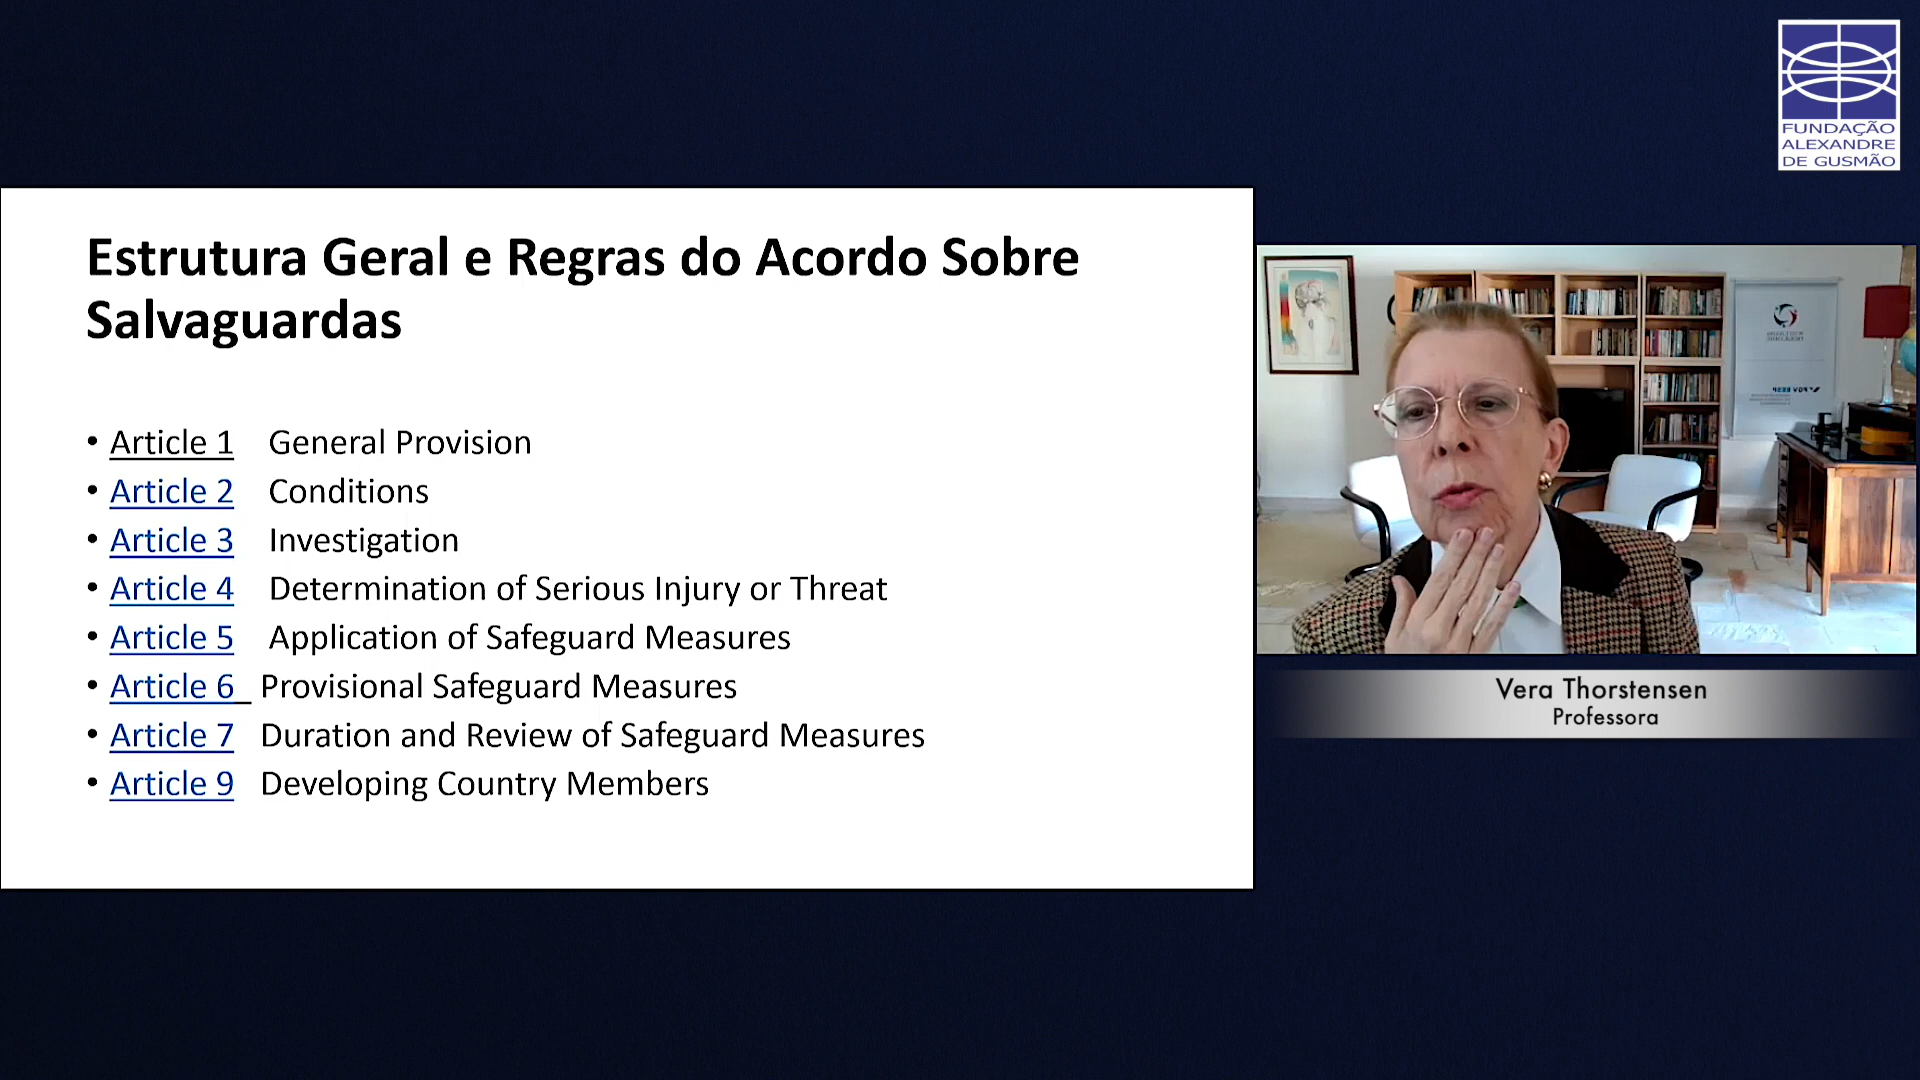 FUNDAÇÃO
ALEXANDRE
DE GUSMÃO
Estrutura Geral e Regras do Acordo Sobre
Salvaguardas
• Article 1 General Provision
• Article 2 Conditions
• Article 3 Investigation
• Article 4 Determination of Serious Injury or Threat
• Article 5 Application of Safeguard Measures
• Article 6 Provisional Safeguard Measures
• Article 7 Duration and Review of Safeguard Measures
• Article 9 Developing Country Members
Vera Thorstensen
Professora